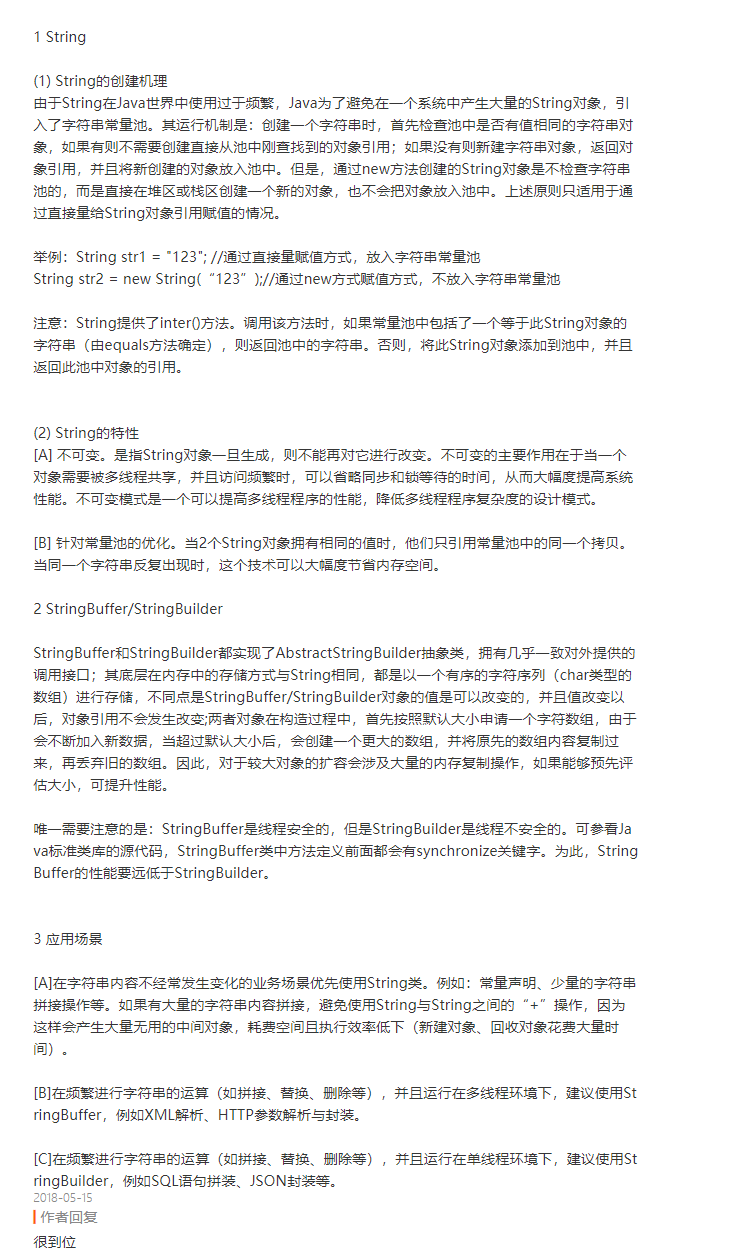 1 String
(1) String的创建机理
由于String在Java世界中使用过于频繁，Java为了避免在一个系统中产生大量的String对象，引
入了字符串常量池。其运行机制是：创建一个字符串时，首先检查池中是否有值相同的字符串对
象，如果有则不需要创建直接从池中刚查找到的对象引用；如果没有则新建字符串对象，返回对
象引用，并且将新创建的对象放入池中。但是，通过new方法创建的String对象是不检查字符串
池的，而是直接在堆区或栈区创建一个新的对象，也不会把对象放入池中。上述原则只适用于通
过直接量给String对象引用赋值的情况。
举例：String str1 = "123"; //通过直接量赋值方式，放入字符串常量池
String str2 = new String(“123”);//通过new方式赋值方式，不放入字符串常量池
注意：String提供了inter()方法。调用该方法时，如果常量池中包括了一个等于此String对象的
字符串（由equals方法确定），则返回池中的字符串。否则，将此String对象添加到池中，并且
返回此池中对象的引用。
(2) String的特性
[A] 不可变。是指String对象一旦生成，则不能再对它进行改变。不可变的主要作用在于当一个
对象需要被多线程共享，并且访问频繁时，可以省略同步和锁等待的时间，从而大幅度提高系统
性能。不可变模式是一个可以提高多线程程序的性能，降低多线程程序复杂度的设计模式。
[B] 针对常量池的优化。当2个String对象拥有相同的值时，他们只引用常量池中的同一个拷贝。
当同一个字符串反复出现时，这个技术可以大幅度节省内存空间。
2 StringBuffer/StringBuilder
StringBuffer和StringBuilder都实现了AbstractStringBuilder抽象类，拥有几乎一致对外提供的
调用接口；其底层在内存中的存储方式与String相同，都是以一个有序的字符序列（char类型的
数组）进行存储，不同点是StringBuffer/StringBuilder对象的值是可以改变的，并且值改变以
后，对象引用不会发生改变;两者对象在构造过程中，首先按照默认大小申请一个字符数组，由于
会不断加入新数据，当超过默认大小后，会创建一个更大的数组，并将原先的数组内容复制过
来，再丢弃旧的数组。因此，对于较大对象的扩容会涉及大量的内存复制操作，如果能够预先评
估大小，可提升性能。
唯一需要注意的是：StringBuffer是线程安全的，但是StringBuilder是线程不安全的。可参看Ja
va标准类库的源代码，StringBuffer类中方法定义前面都会有synchronize关键字。为此，String
Buffer的性能要远低于StringBuilder。
3 应用场景
[A]在字符串内容不经常发生变化的业务场景优先使用String类。例如：常量声明、少量的字符串
拼接操作等。如果有大量的字符串内容拼接，避免使用String与String之间的“+”操作，因为
这样会产生大量无用的中间对象，耗费空间且执行效率低下（新建对象、回收对象花费大量时
间）。
[B]在频繁进行字符串的运算（如拼接、替换、删除等），并且运行在多线程环境下，建议使用St
ringBuffer，例如XML解析、HTTP参数解析与封装。
[C]在频繁进行字符串的运算（如拼接、替换、删除等），并且运行在单线程环境下，建议使用St
ringBuilder，例如SQL语句拼装、JSON封装等。
2018-05-15
作者回复
很到位